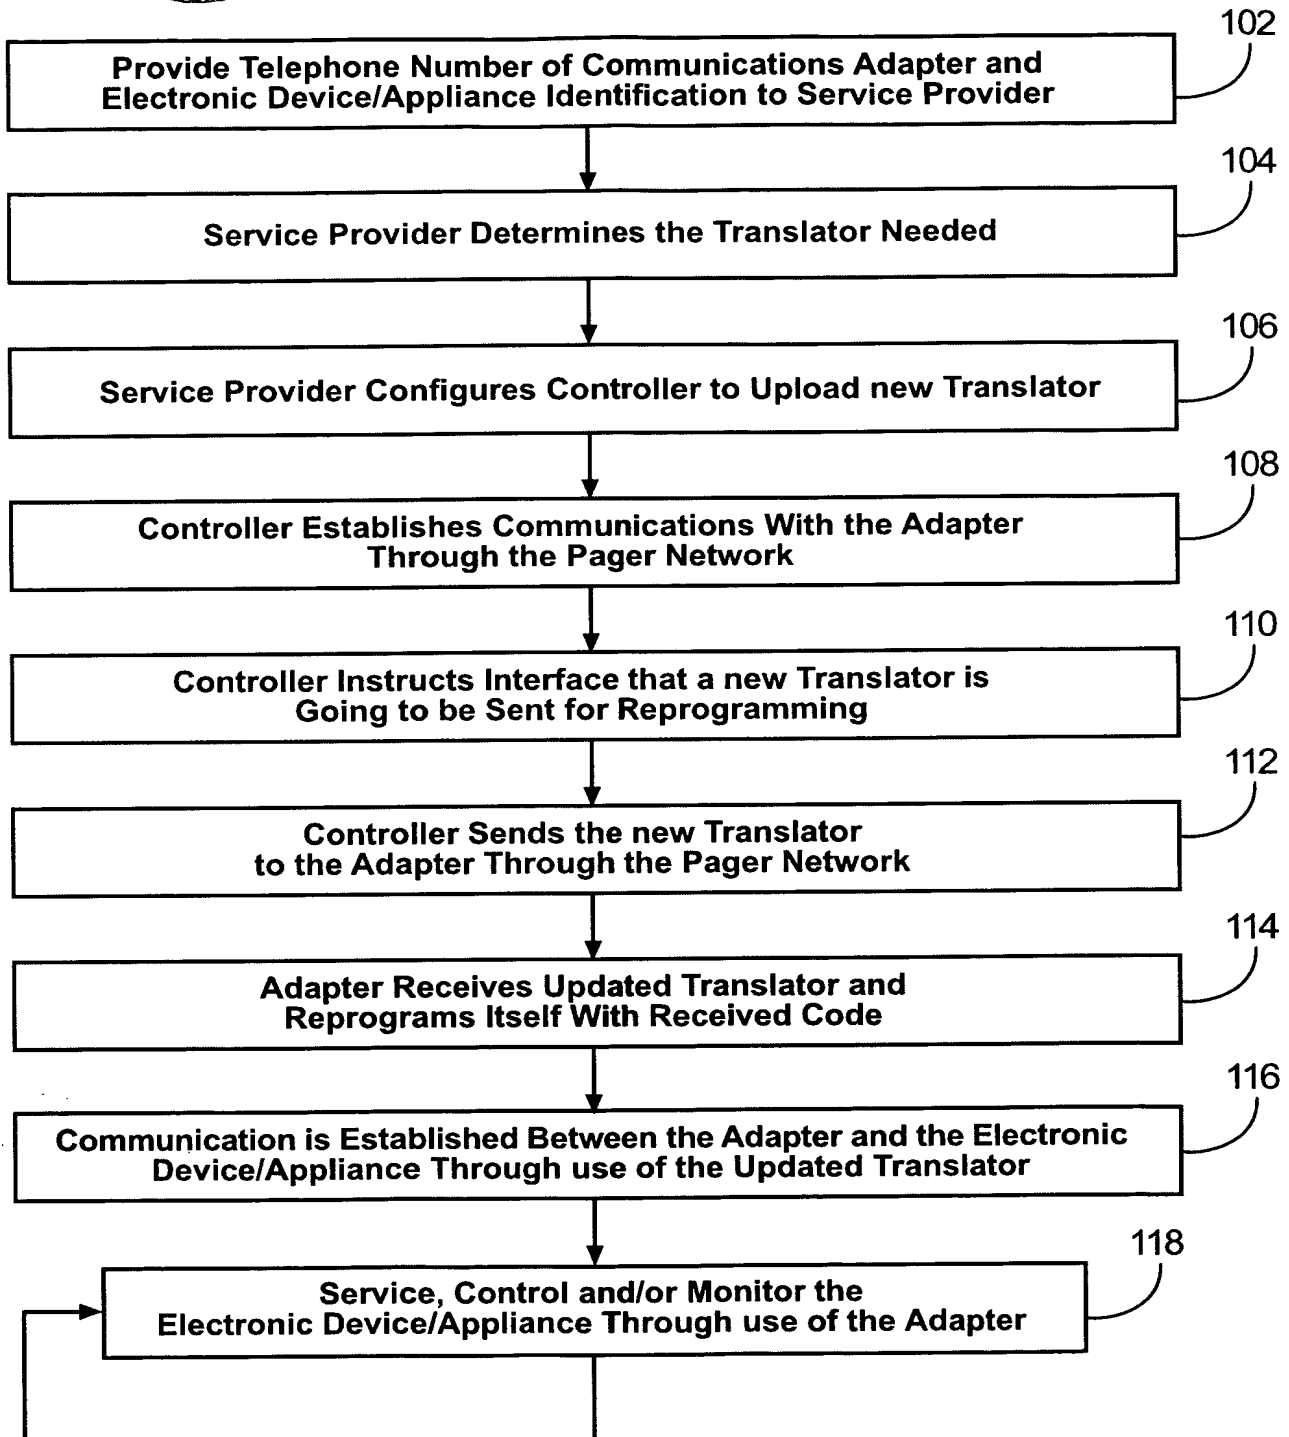 102
Provide Telephone Number of Communications Adapter and
Electronic Device/Appliance Identification to Service Provider
104
Service Provider Determines the Translator Needed
106
Service Provider Configures Controller to Upload new Translator
108
Controller Establishes Communications With the Adapter
Through the Pager Network
110
Controller Instructs Interface that a new Translator is
Going to be Sent for Reprogramming
112
Controller Sends the new Translator
to the Adapter Through the Pager Network
114
Adapter Receives Updated Translator and
Reprograms Itself With Received Code
116
Communication is Established Between the Adapter and the Electronic
Device/Appliance Through use of the Updated Translator
118
Service, Control and/or Monitor the
Electronic Device/Appliance Through use of the Adapter